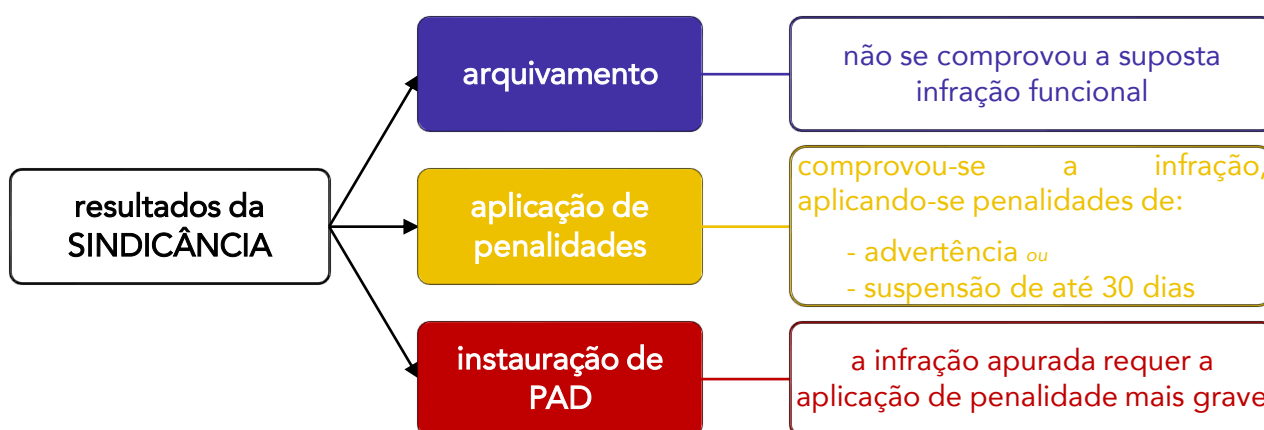 resultados da
SINDICÂNCIA
arquivamento
não se comprovou a suposta
infração funcional
aplicação de
penalidades
comprovou-se a infração,
aplicando-se penalidades de:
- advertência ou
- suspensão de até 30 dias
instauração de
PAD
a infração apurada requer a
aplicação de penalidade mais grave